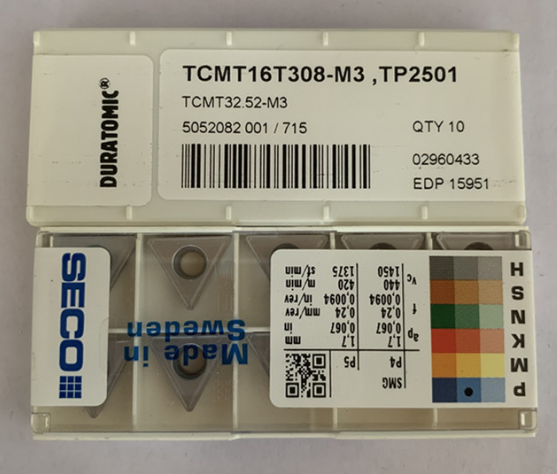 DURATOMIC®
TCMT16T308-M3 ,TP2501
TCMT32.52-M3
5052082 001 / 715
QTY 10
02960433
EDP 15951
SECO
Made in
Sweden
P M K N S H
SMG P4 P5
ap 1,7 1,7 mm
0,067 0,067 in
f 0,24 0,24 mm/rev
0,0094 0,0094 in/rev
vc 440 420 m/min
1450 1375 sf/min